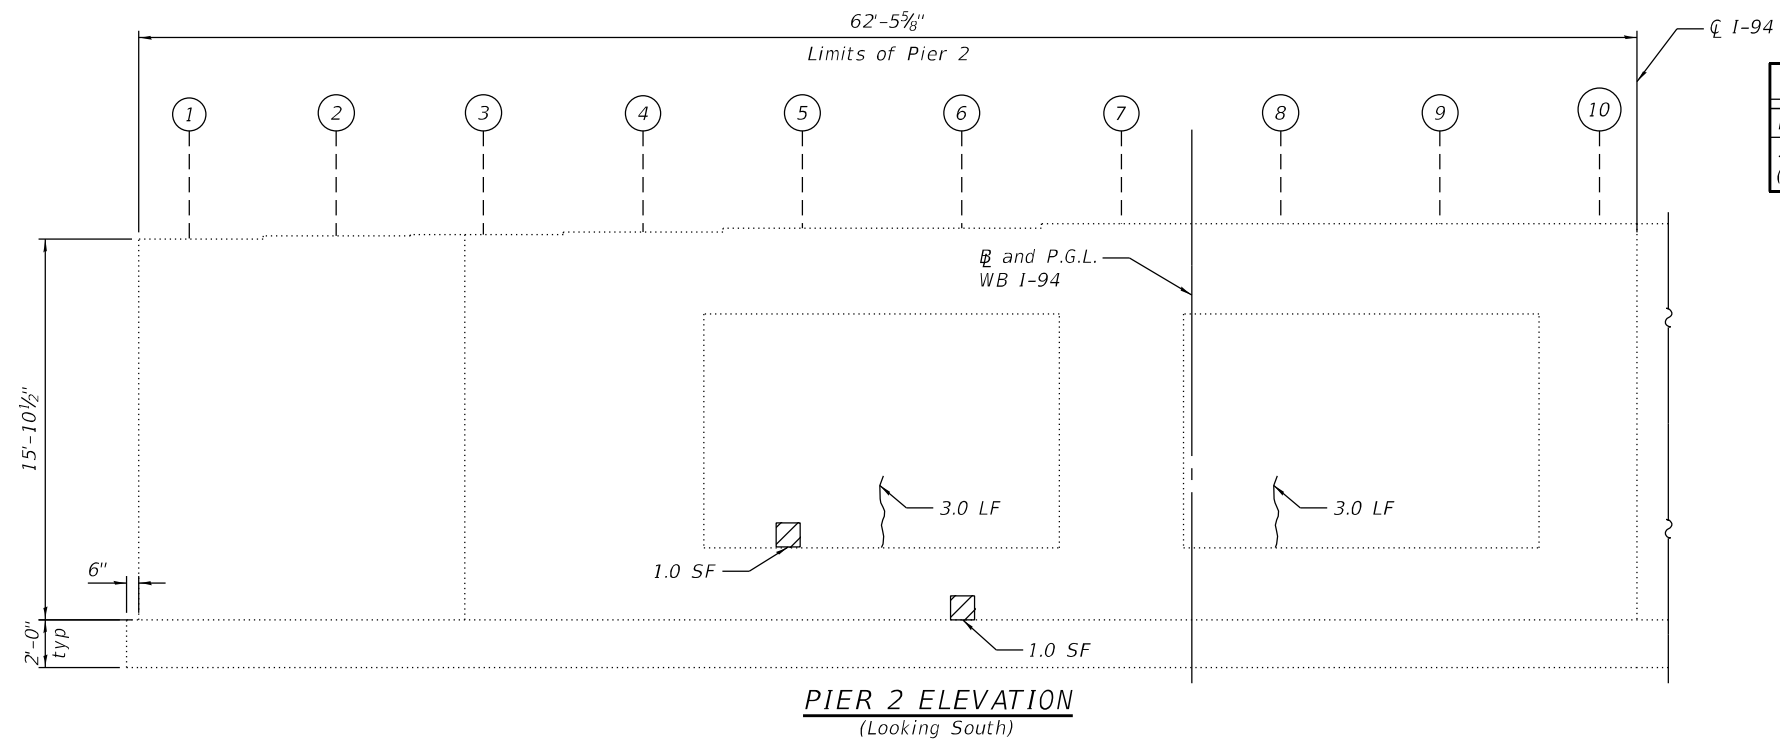 62'-5⅝"
Limits of Pier 2
℄ I-94
1
2
3
4
5
6
7
8
9
10
and P.G.L.
WB I-94
15'-10½"
3.0 LF
3.0 LF
1.0 SF
6"
2'-0"
typ
1.0 SF
PIER 2 ELEVATION
(Looking South)